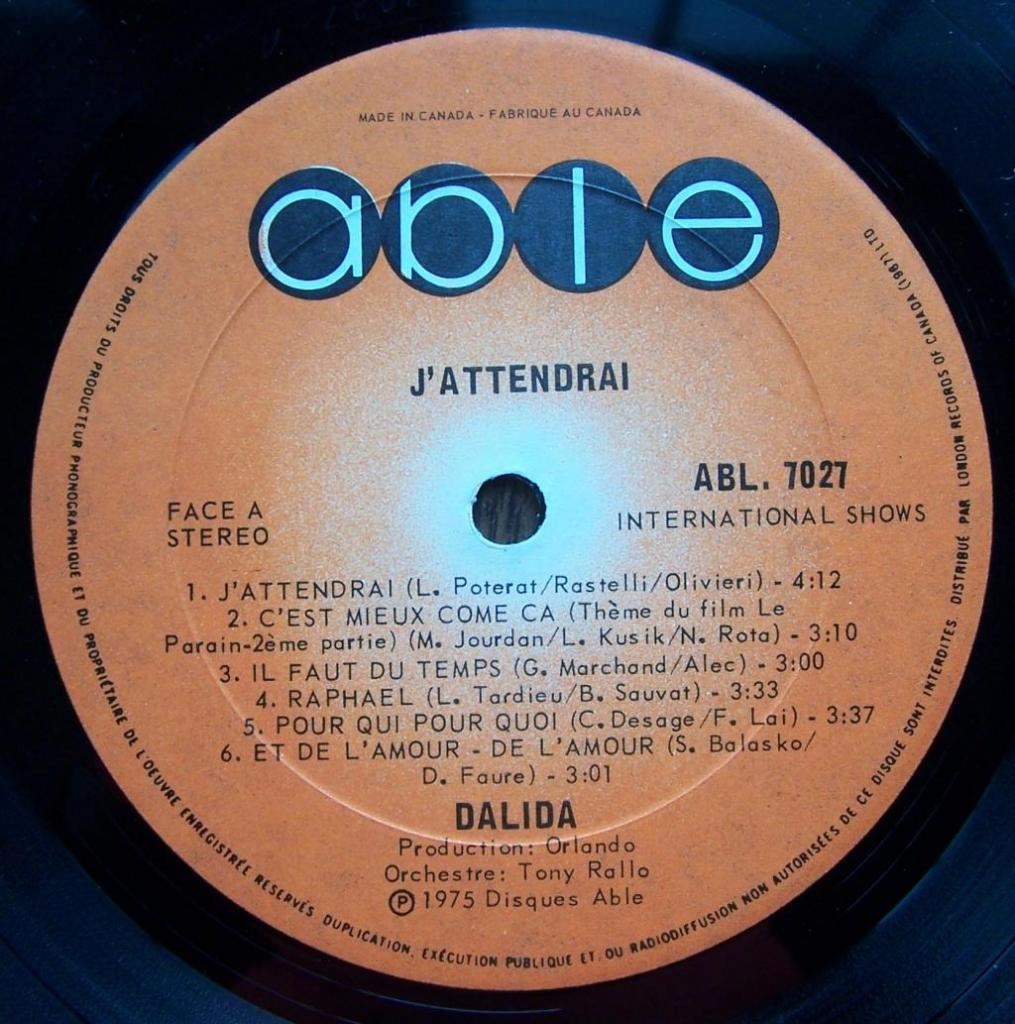 MADE IN CANADA - FABRIQUE AU CANADA
able
J'ATTENDRAI
ABL. 7027
INTERNATIONAL SHOWS
FACE A
STEREO
1. J'ATTENDRAI (L. Poterat/Rastelli/Olivieri) - 4:12
2. C'EST MIEUX COME CA (Thème du film Le
Parain-2ème partie) (M. Jourdan/L. Kusik/N. Rota) - 3:10
3. IL FAUT DU TEMPS (G. Marchand/Alec) - 3:00
4. RAPHAEL (L. Tardieu/B. Sauvat) - 3:33
5. POUR QUI POUR QUOI (C. Desage/F. Lai) - 3:37
6. ET DE L'AMOUR - DE L'AMOUR (S. Balasko/
D. Faure) - 3:01
DALIDA
Production: Orlando
Orchestre: Tony Rallo
℗ 1975 Disques Able
TOUS DROITS DU PRODUCTEUR PHONOGRAPHIQUE ET DU PROPRIÉTAIRE DE L'OEUVRE ENREGISTRÉE RESERVÉS DUPLICATION, EXÉCUTION PUBLIQUE ET, OU RADIODIFFUSION NON AUTORISÉES DE CE DISQUE SONT INTERDITES DISTRIBUÉ PAR LONDON RECORDS OF CANADA (1967) LTD